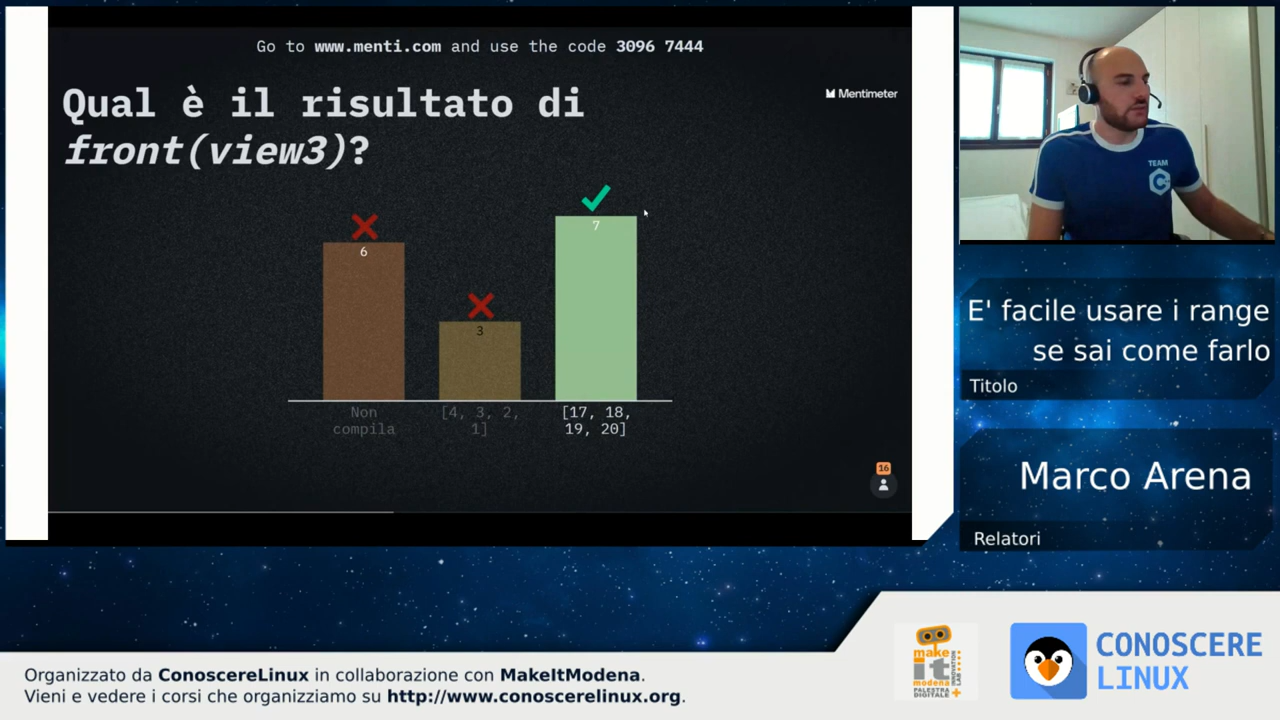 Go to www.menti.com and use the code 3096 7444
Qual è il risultato di
front(view3)?
Mentimeter
6
3
7
Non
compila
[4, 3, 2,
1]
[17, 18,
19, 20]
16
TEAM
C++
E' facile usare i range
se sai come farlo
Titolo
Marco Arena
Relatori
make
it
modena
PALESTRA
DIGITALE
INNOVATION
LAB
CONOSCERE
LINUX
Organizzato da ConoscereLinux in collaborazione con MakeItModena.
Vieni e vedere i corsi che organizziamo su http://www.conoscerelinux.org.